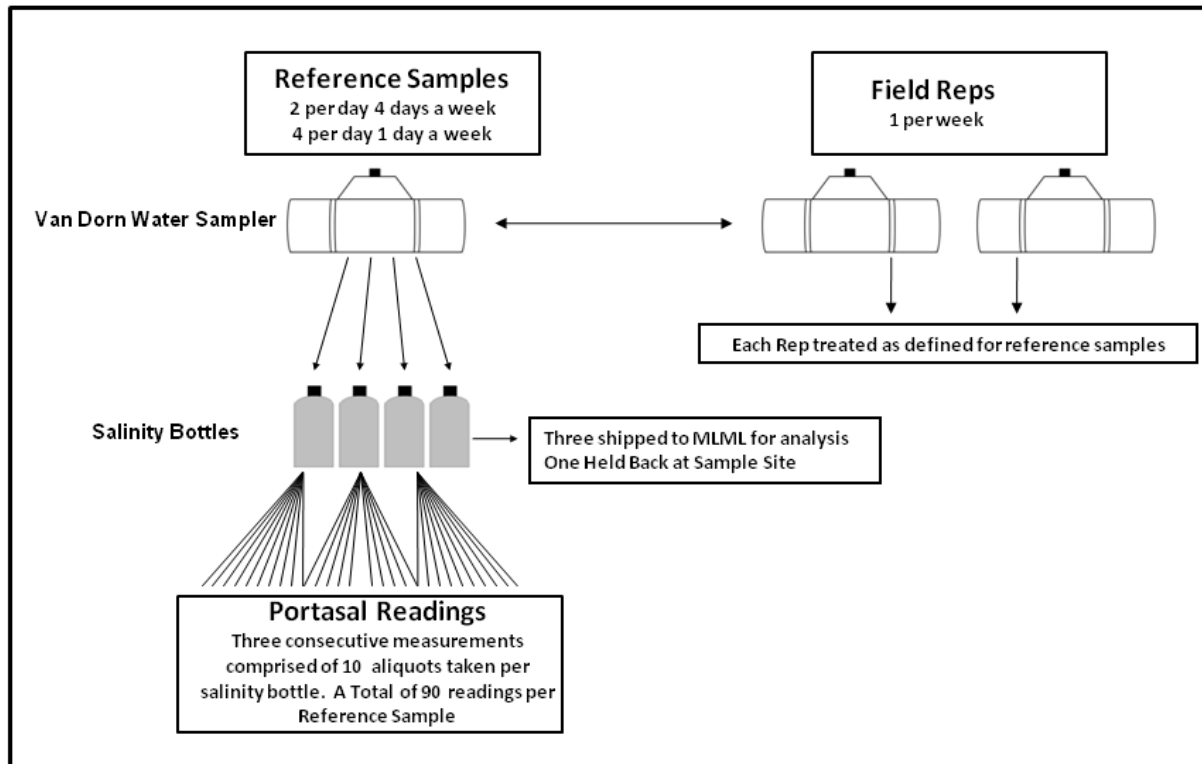 Reference Samples
2 per day 4 days a week
4 per day 1 day a week
Field Reps
1 per week
Van Dorn Water Sampler
Each Rep treated as defined for reference samples
Salinity Bottles
Three shipped to MLML for analysis
One Held Back at Sample Site
Portasal Readings
Three consecutive measurements
comprised of 10 aliquots taken per
salinity bottle. A Total of 90 readings per
Reference Sample